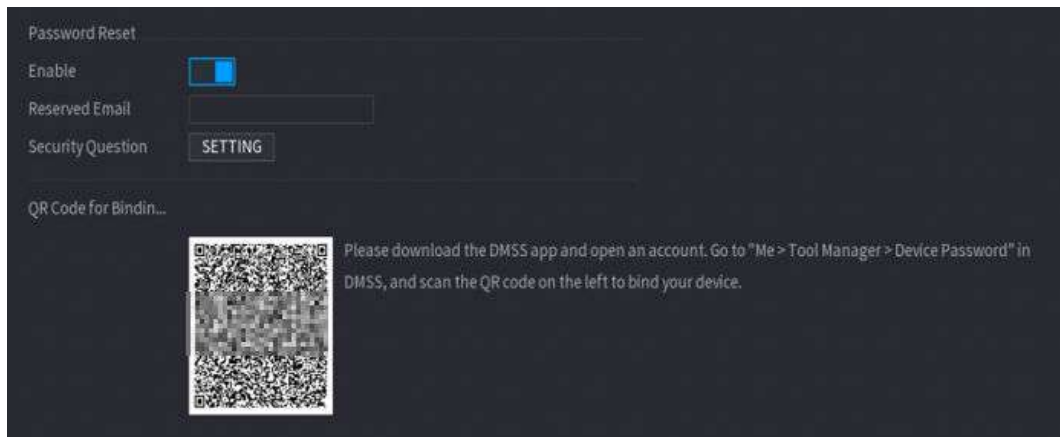 Password Reset
Enable
Reserved Email
Security Question SETTING
QR Code for Bindin...
Please download the DMSS app and open an account. Go to "Me > Tool Manager > Device Password" in
DMSS, and scan the QR code on the left to bind your device.